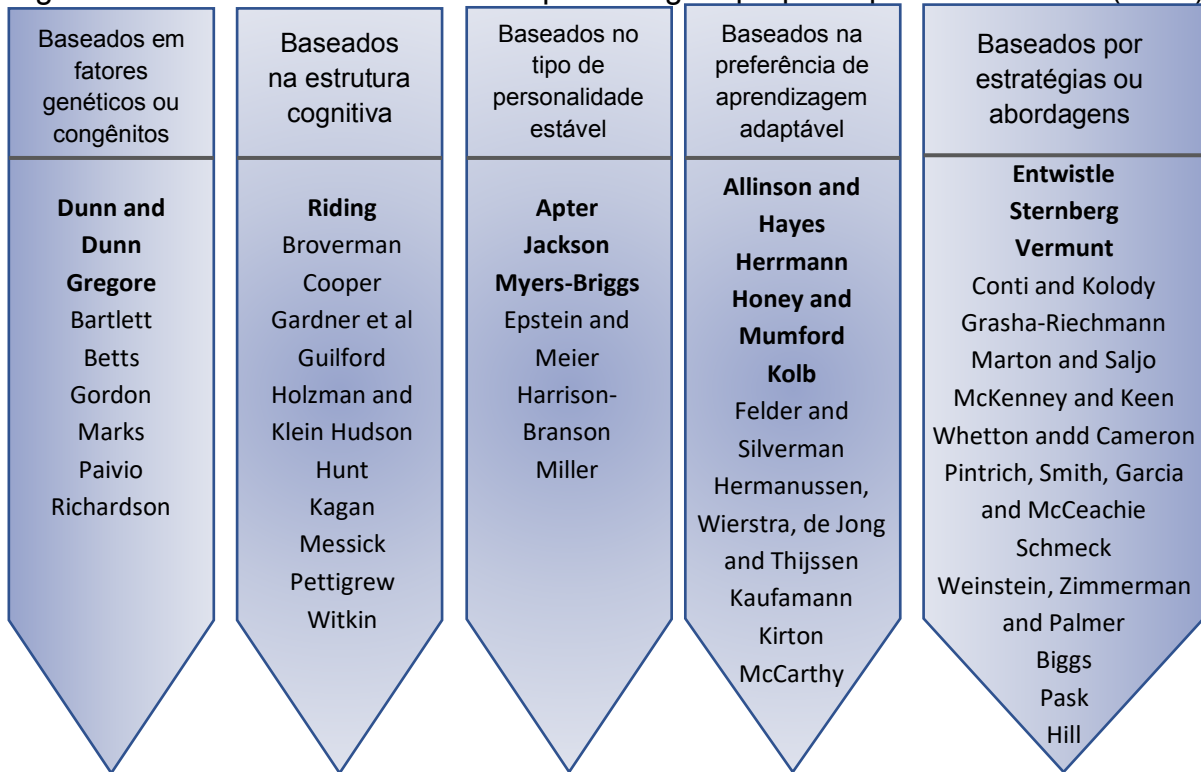 Baseados em
fatores
genéticos ou
congênitos
Dunn and
Dunn
Gregore
Bartlett
Betts
Gordon
Marks
Paivio
Richardson
Baseados
na estrutura
cognitiva
Riding
Broverman
Cooper
Gardner et al
Guilford
Holzman and
Klein Hudson
Hunt
Kagan
Messick
Pettigrew
Witkin
Baseados no
tipo de
personalidade
estável
Apter
Jackson
Myers-Briggs
Epstein and
Meier
Harrison-
Branson
Miller
Baseados na
preferência de
aprendizagem
adaptável
Allinson and
Hayes
Herrmann
Honey and
Mumford
Kolb
Felder and
Silverman
Hermanussen,
Wierstra, de Jong
and Thijssen
Kaufamann
Kirton
McCarthy
Baseados por
estratégias ou
abordagens
Entwistle
Sternberg
Vermunt
Conti and Kolody
Grasha-Riechmann
Marton and Saljo
McKenney and Keen
Whetton andd Cameron
Pintrich, Smith, Garcia
and McCeachie
Schmeck
Weinstein, Zimmerman
and Palmer
Biggs
Pask
Hill